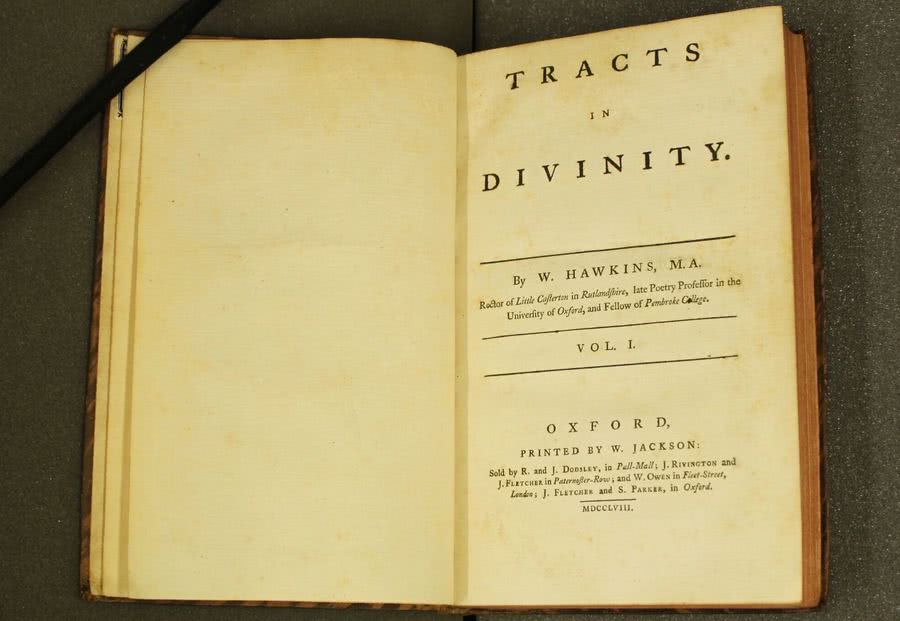 TRACTS
IN
DIVINITY.
By W. HAWKINS, M.A.
Rector of Little Casterton in Rutlandſhire, late Poetry Profeſſor in the
Univerſity of Oxford, and Fellow of Pembroke College.
VOL. I.
OXFORD,
PRINTED BY W. JACKSON:
Sold by R. and J. DODSLEY, in Pall-Mall; J. RIVINGTON and
J. FLETCHER in Paternoſter-Row; and W. OWEN in Fleet-Street,
London; J. FLETCHER and S. PARKER, in Oxford.
MDCCLVIII.